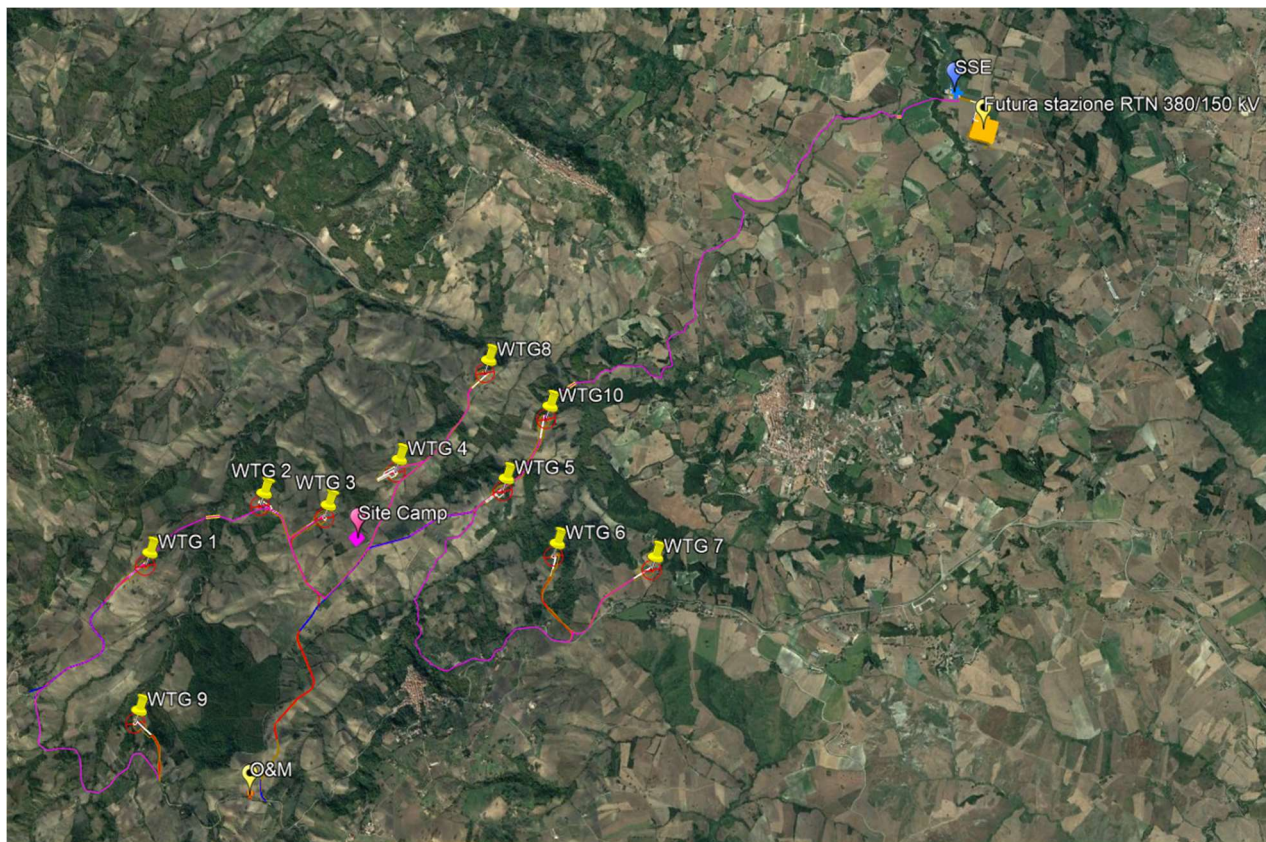 SSE
Futura stazione RTN 380/150 kV
WTG8
WTG10
WTG 4
WTG 5
WTG 2
WTG 3
Site Camp
WTG 1
WTG 6
WTG 7
WTG 9
O&M